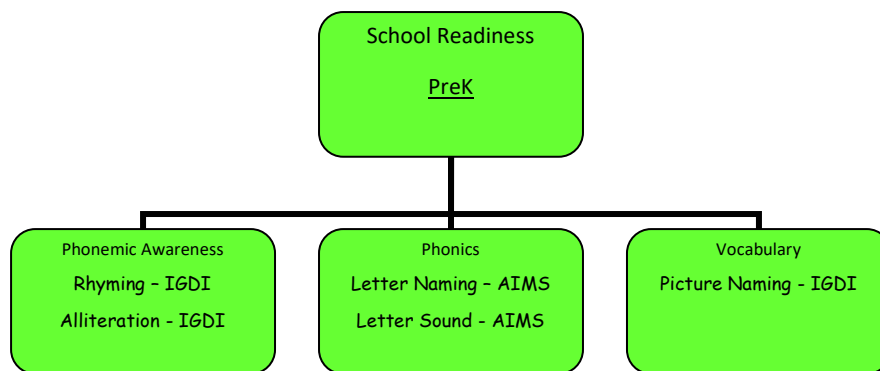 School Readiness
PreK
Phonemic Awareness
Rhyming – IGDI
Alliteration - IGDI
Phonics
Letter Naming – AIMS
Letter Sound - AIMS
Vocabulary
Picture Naming - IGDI